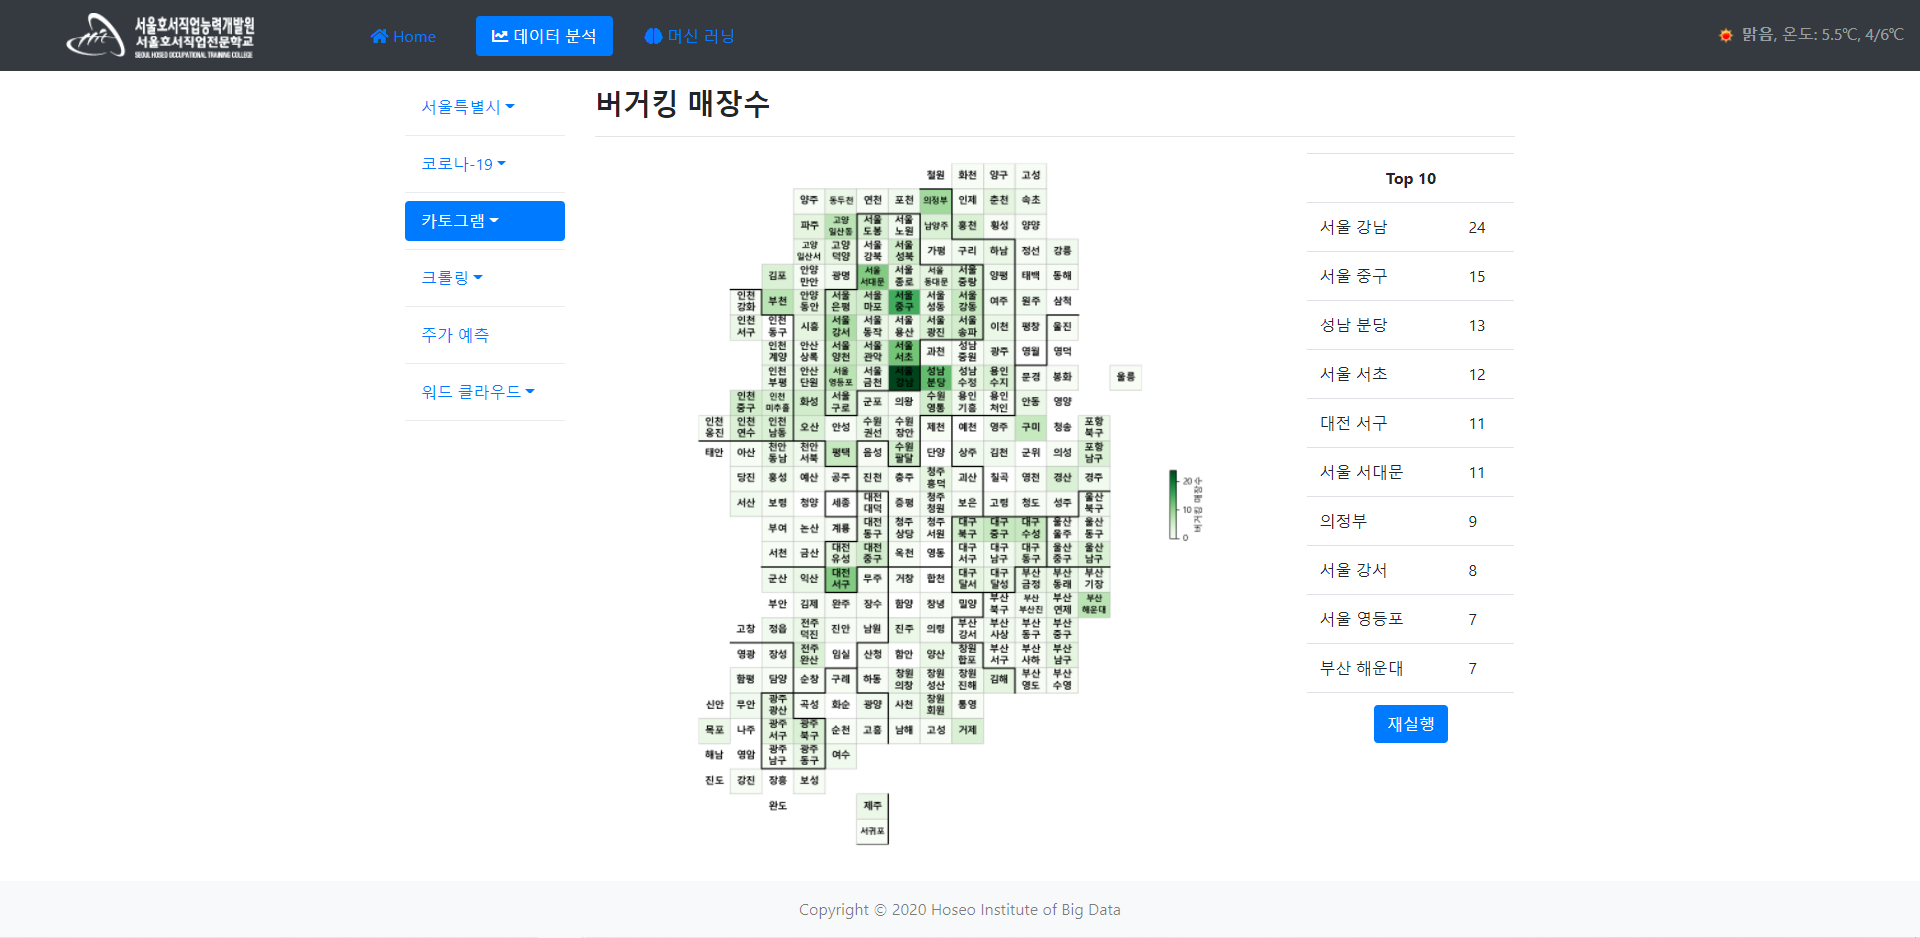 서울호서직업능력개발원
서울호서직업전문학교
SEOUL HOSEO OCCUPATIONAL TRAINING COLLEGE
Home
데이터 분석
머신 러닝
맑음, 온도: 5.5℃, 4/6℃
서울특별시
코로나-19
카토그램
크롤링
주가 예측
워드 클라우드
버거킹 매장수
철원 화천 양구 고성
양주 동두천 연천 포천 의정부 인제 춘천 속초
파주 고양 일산동 서울 도봉 서울 노원 남양주 홍천 횡성 양양
고양 일산서 고양 덕양 서울 강북 서울 성북 가평 구리 하남 정선 강릉
김포 안양 만안 광명 서울 서대문 서울 종로 서울 동대문 서울 중랑 양평 태백 동해
인천 강화 부천 안양 동안 서울 은평 서울 마포 서울 중구 서울 성동 서울 강동 여주 원주 삼척
인천 서구 인천 동구 시흥 서울 강서 서울 동작 서울 용산 서울 광진 서울 송파 이천 평창 울진
인천 계양 안산 상록 서울 양천 서울 관악 서울 서초 과천 성남 중원 광주 영월 영덕
인천 부평 안산 단원 서울 영등포 서울 금천 서울 강남 성남 분당 성남 수정 용인 수지 문경 봉화 울릉
인천 중구 인천 미추홀 화성 서울 구로 군포 의왕 수원 영통 용인 기흥 용인 처인 안동 영양
인천 옹진 인천 연수 인천 남동 오산 안성 수원 권선 수원 장안 제천 예천 영주 구미 청송 포항 북구
태안 아산 천안 동남 천안 서북 평택 음성 수원 팔달 단양 상주 김천 군위 의성 포항 남구
당진 홍성 예산 공주 진천 충주 청주 흥덕 괴산 칠곡 영천 경산 경주
서산 보령 청양 세종 대전 대덕 증평 청주 청원 보은 고령 청도 성주 울산 북구
부여 논산 계룡 대전 동구 청주 상당 청주 서원 대구 북구 대구 중구 대구 수성 울산 울주 울산 동구
서천 금산 대전 유성 대전 중구 옥천 영동 대구 서구 대구 남구 대구 동구 울산 중구 울산 남구
군산 익산 대전 서구 무주 거창 합천 대구 달서 대구 달성 부산 금정 부산 동래 부산 기장
부안 김제 완주 장수 함양 창녕 밀양 부산 북구 부산 부산진 부산 연제 부산 해운대
고창 정읍 전주 덕진 진안 남원 진주 의령 부산 강서 부산 사상 부산 동구 부산 중구
영광 장성 전주 완산 임실 산청 함안 양산 창원 합포 부산 서구 부산 사하 부산 남구
함평 담양 순창 구례 하동 창원 의창 창원 성산 창원 진해 김해 부산 영도 부산 수영
신안 무안 광주 광산 곡성 화순 광양 사천 창원 회원 통영
목포 나주 광주 서구 광주 북구 순천 고흥 남해 고성 거제
해남 영암 광주 남구 광주 동구 여수
진도 강진 장흥 보성
완도 제주
서귀포
20
10
0
버거킹 매장수
Top 10
서울 강남 24
서울 중구 15
성남 분당 13
서울 서초 12
대전 서구 11
서울 서대문 11
의정부 9
서울 강서 8
서울 영등포 7
부산 해운대 7
재실행
Copyright © 2020 Hoseo Institute of Big Data